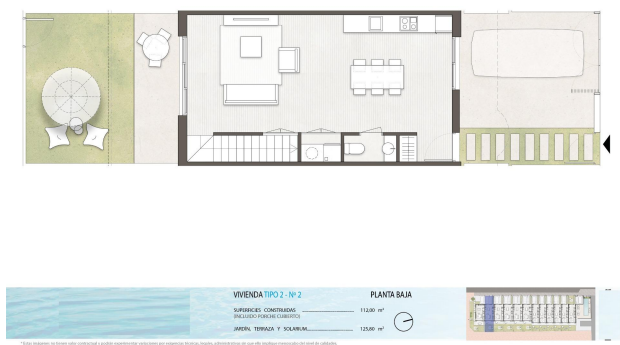 VIVIENDA TIPO 2 - Nº 2 PLANTA BAJA
SUPERFICIES CONSTRUIDAS 112,00 m²
(INCLUIDO PORCHE CUBIERTO)
JARDÍN, TERRAZA Y SOLARIUM 125,80 m²